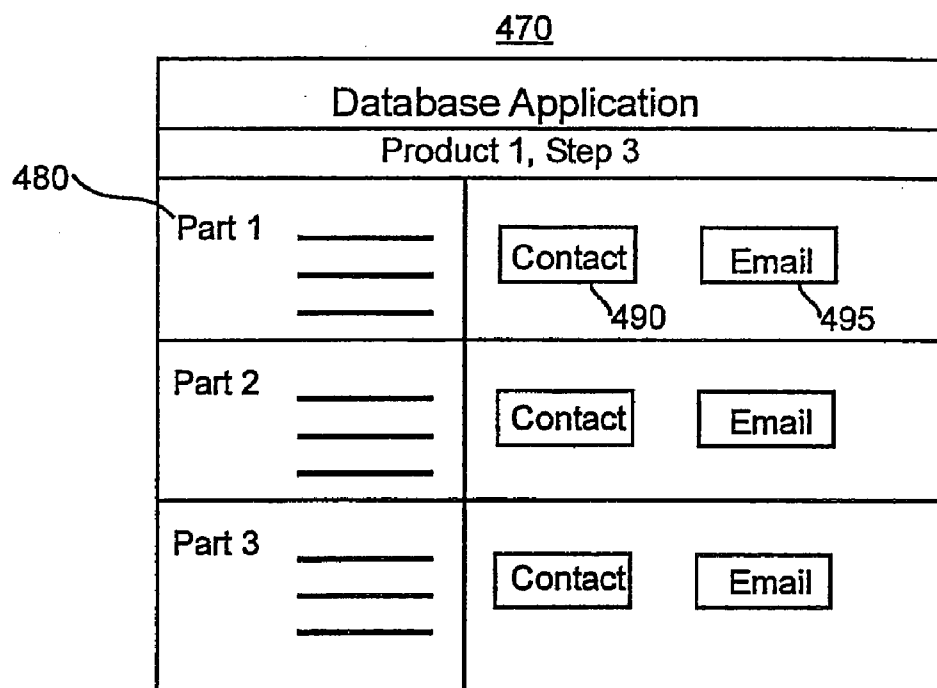 470
Database Application
Product 1, Step 3
480
Part 1
Contact
Email
490
495
Part 2
Contact
Email
Part 3
Contact
Email